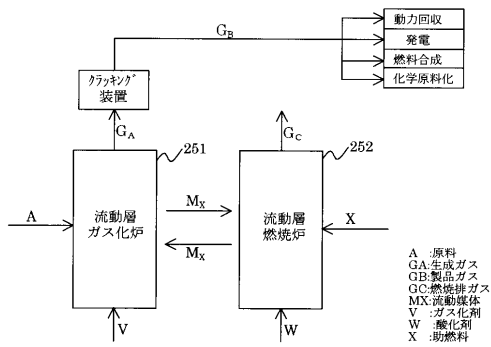 G_B
動力回収
発電
燃料合成
化学原料化
クラッキング
装置
G_A
G_C
251
252
流動層
ガス化炉
流動層
燃焼炉
M_X
M_X
A
X
V
W
A :原料
GA:生成ガス
GB:製品ガス
GC:燃焼排ガス
MX:流動媒体
V :ガス化剤
W :酸化剤
X :助燃料